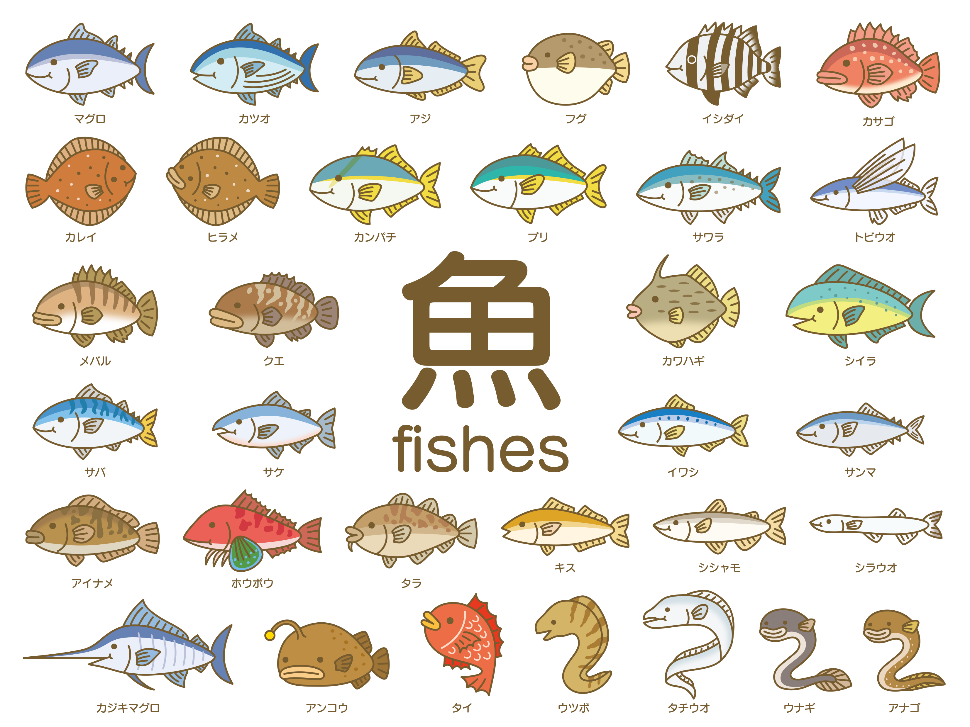 マグロ
カツオ
アジ
フグ
イシダイ
カサゴ
カレイ
ヒラメ
カンパチ
ブリ
サワラ
トビウオ
メバル
クエ
魚
カワハギ
シイラ
サバ
サケ
fishes
イワシ
サンマ
アイナメ
ホウボウ
タラ
キス
シシャモ
シラウオ
カジキマグロ
アンコウ
タイ
ウツボ
タチウオ
ウナギ
アナゴ